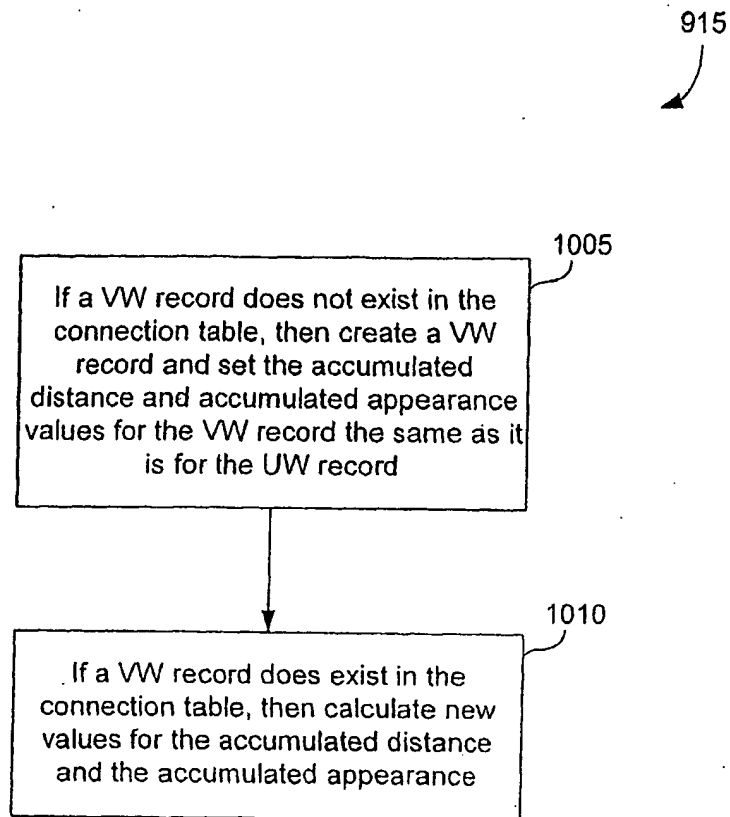 915
1005
If a VW record does not exist in the
connection table, then create a VW
record and set the accumulated
distance and accumulated appearance
values for the VW record the same as it
is for the UW record
1010
If a VW record does exist in the
connection table, then calculate new
values for the accumulated distance
and the accumulated appearance